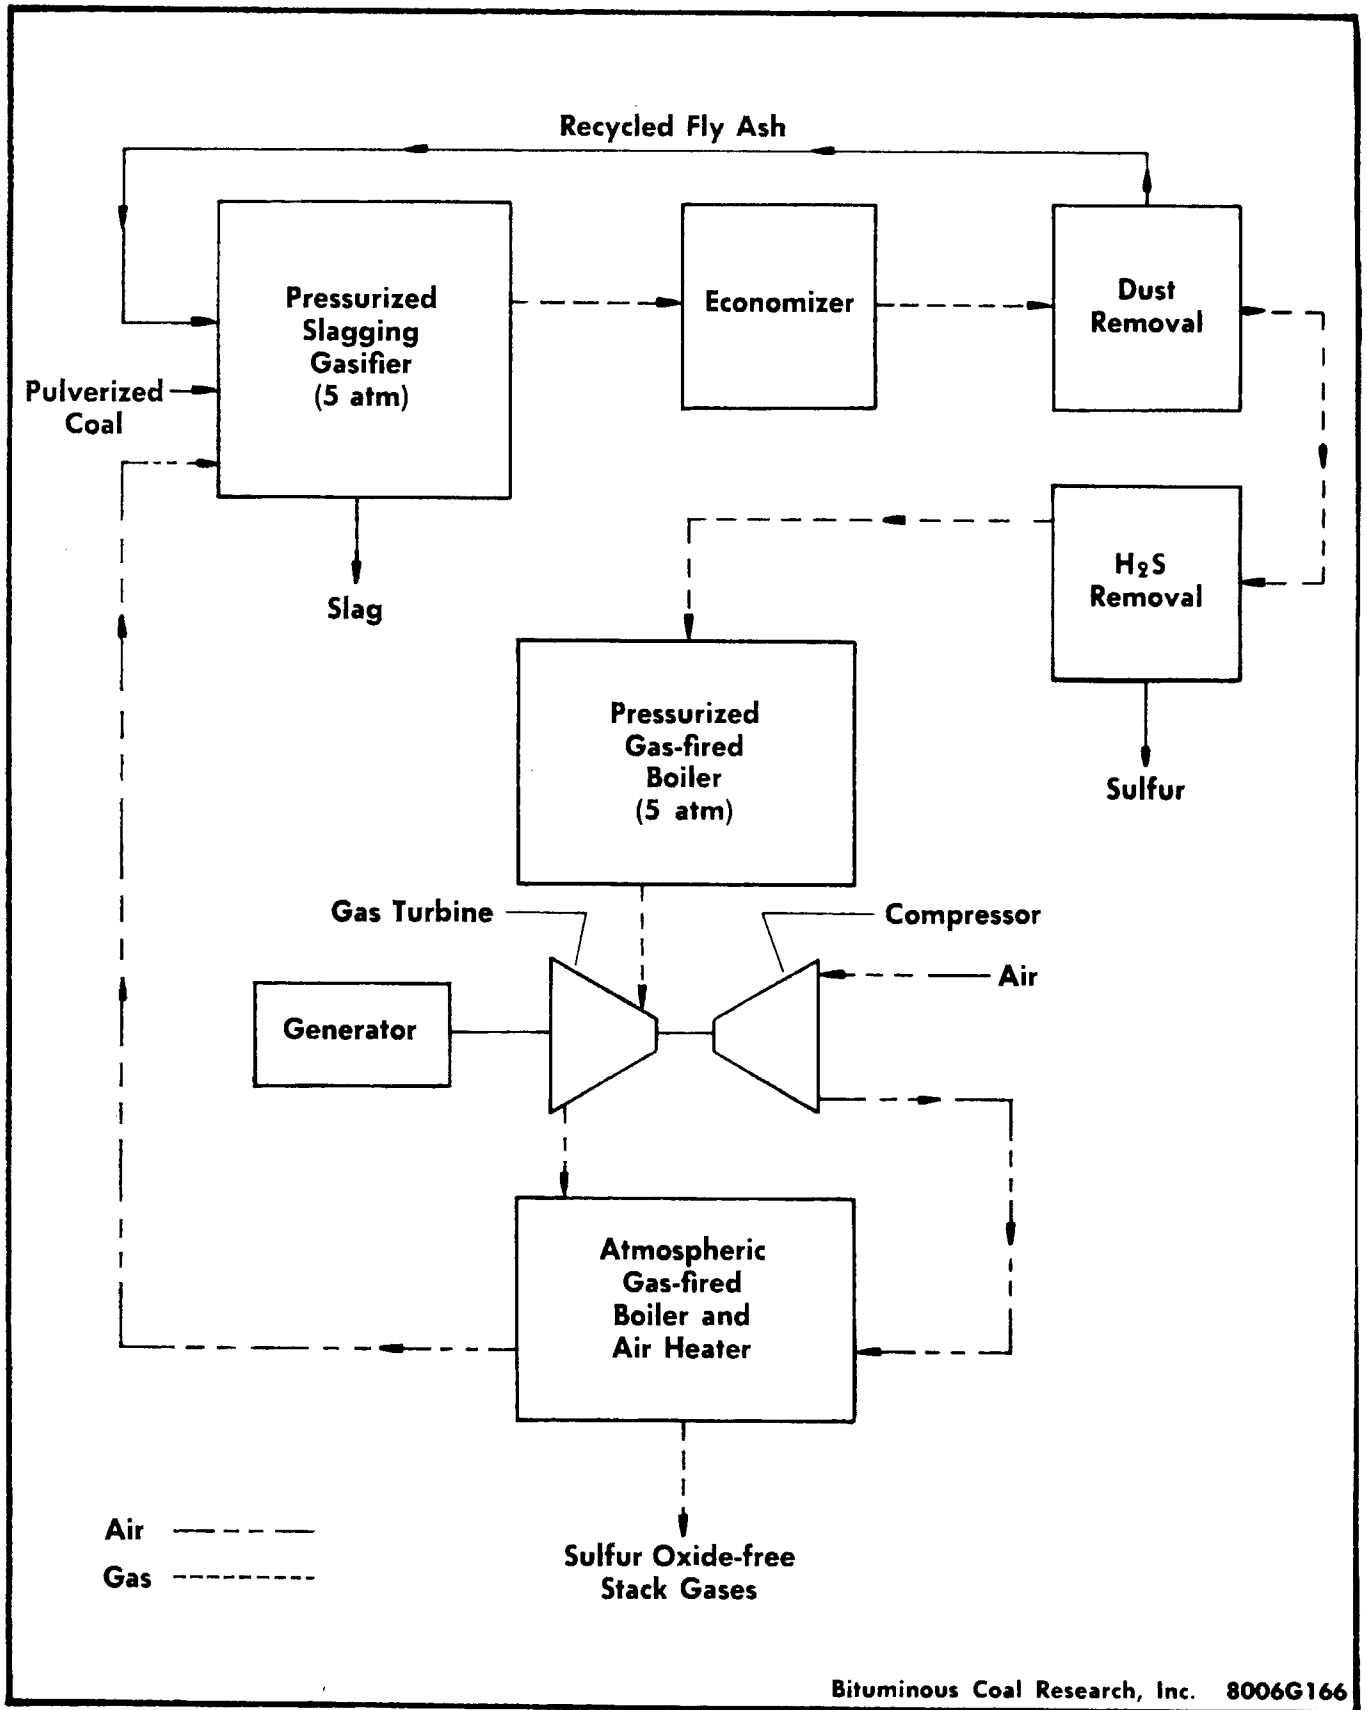 Recycled Fly Ash
Pressurized
Slagging
Gasifier
(5 atm)
Economizer
Dust
Removal
Pulverized
Coal
Slag
H₂S
Removal
Sulfur
Pressurized
Gas-fired
Boiler
(5 atm)
Gas Turbine
Compressor
Air
Generator
Atmospheric
Gas-fired
Boiler and
Air Heater
Air
Gas
Sulfur Oxide-free
Stack Gases
Bituminous Coal Research, Inc. 8006G166